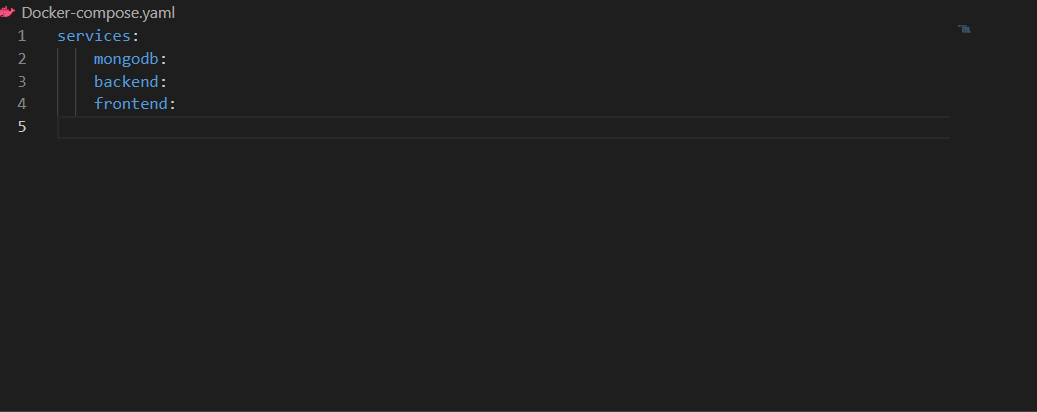 Docker-compose.yaml
1 services:
2     mongodb:
3     backend:
4     frontend:
5